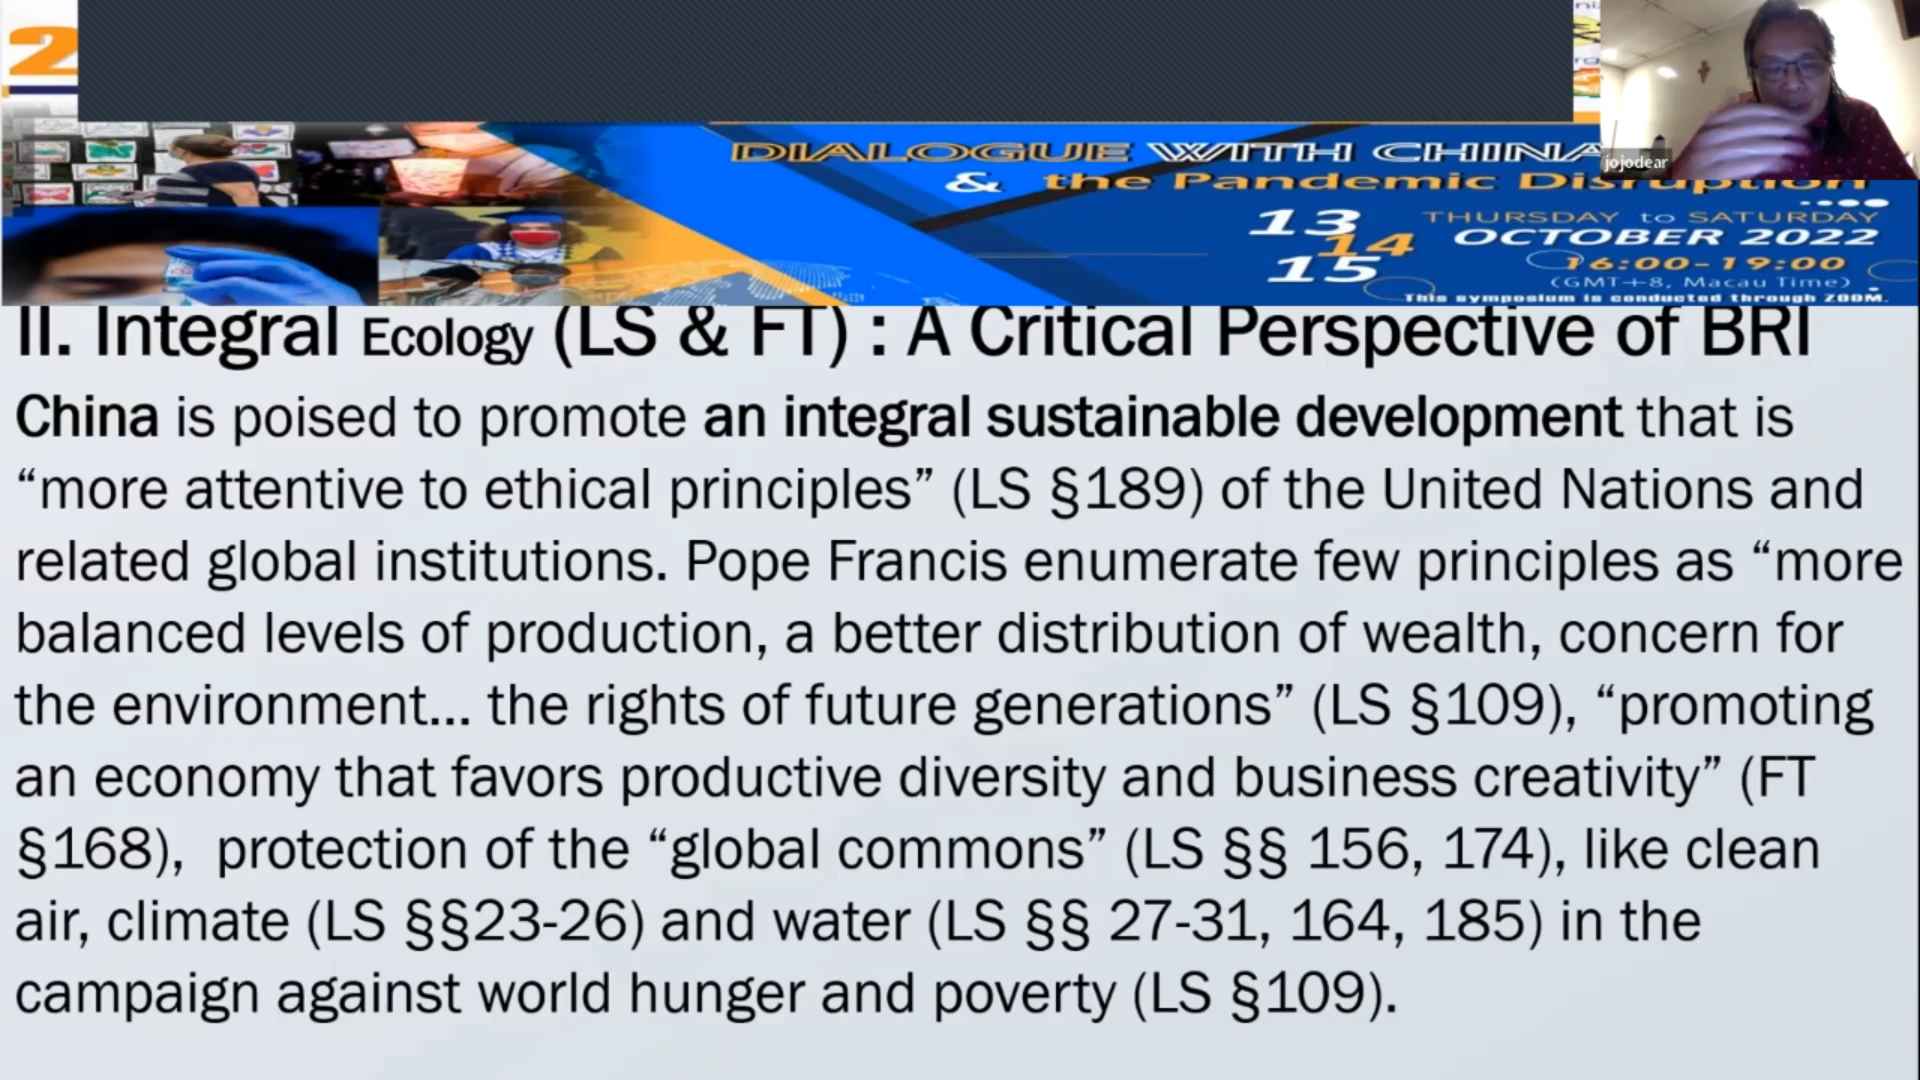 2
DIALOGUE WITH CHINA
& the Pandemic Disruption
13
14
15
THURSDAY to SATURDAY
OCTOBER 2022
16:00-19:00
(GMT+8, Macau Time)
This symposium is conducted through ZOOM.
jojodear
II. Integral Ecology (LS & FT) : A Critical Perspective of BRI
China is poised to promote an integral sustainable development that is
“more attentive to ethical principles” (LS §189) of the United Nations and
related global institutions. Pope Francis enumerate few principles as “more
balanced levels of production, a better distribution of wealth, concern for
the environment... the rights of future generations” (LS §109), “promoting
an economy that favors productive diversity and business creativity” (FT
§168),  protection of the “global commons” (LS §§ 156, 174), like clean
air, climate (LS §§23-26) and water (LS §§ 27-31, 164, 185) in the
campaign against world hunger and poverty (LS §109).